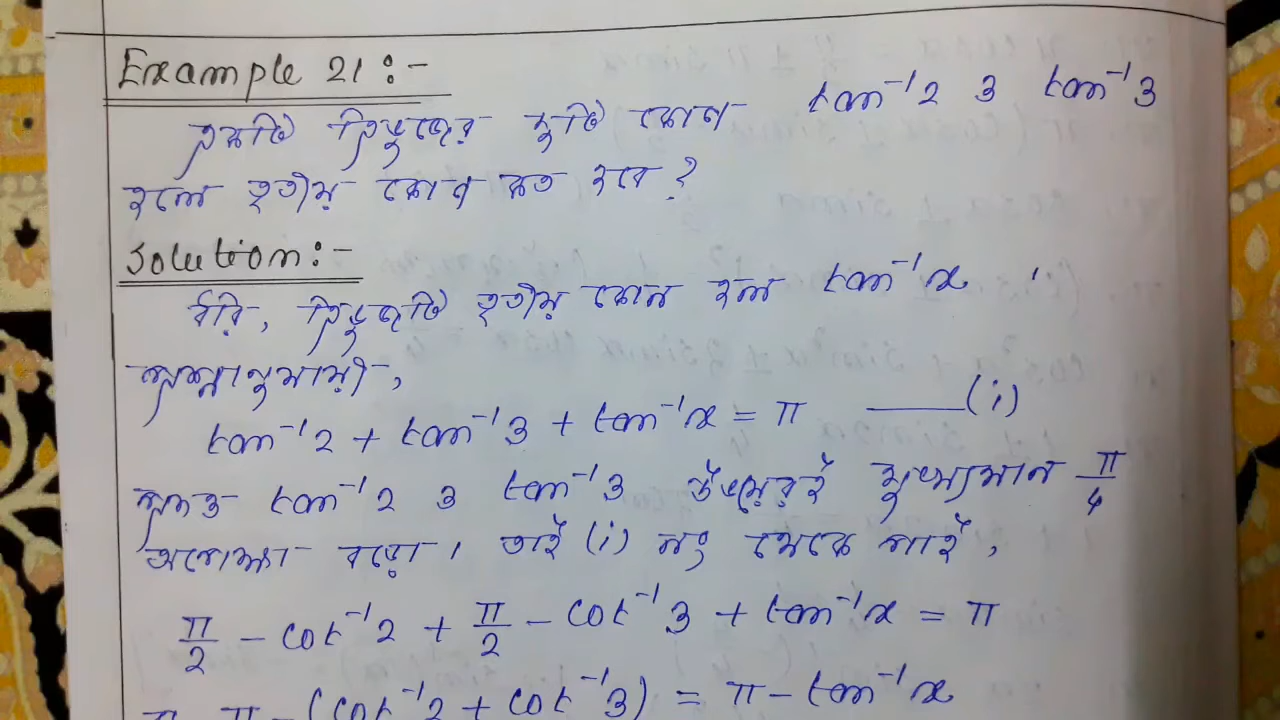 Example 21:-
একটি ত্রিভুজের দুটি কোণ tan⁻¹2 ও tan⁻¹3
হলে তৃতীয় কোণ কত হবে?
Solution:-
ধরি, ত্রিভুজটি তৃতীয় কোন হল tan⁻¹x
প্রশ্নানুযায়ী,
tan⁻¹2 + tan⁻¹3 + tan⁻¹x = π ——(i)
প্রদত্ত tan⁻¹2 ও tan⁻¹3 উভয়েরই মুখ্যমান π/4
অপেক্ষা বড়ো। তাই (i) নং থেকে পাই,
π/2 - cot⁻¹2 + π/2 - cot⁻¹3 + tan⁻¹x = π
π - (cot⁻¹2 + cot⁻¹3) = π - tan⁻¹x